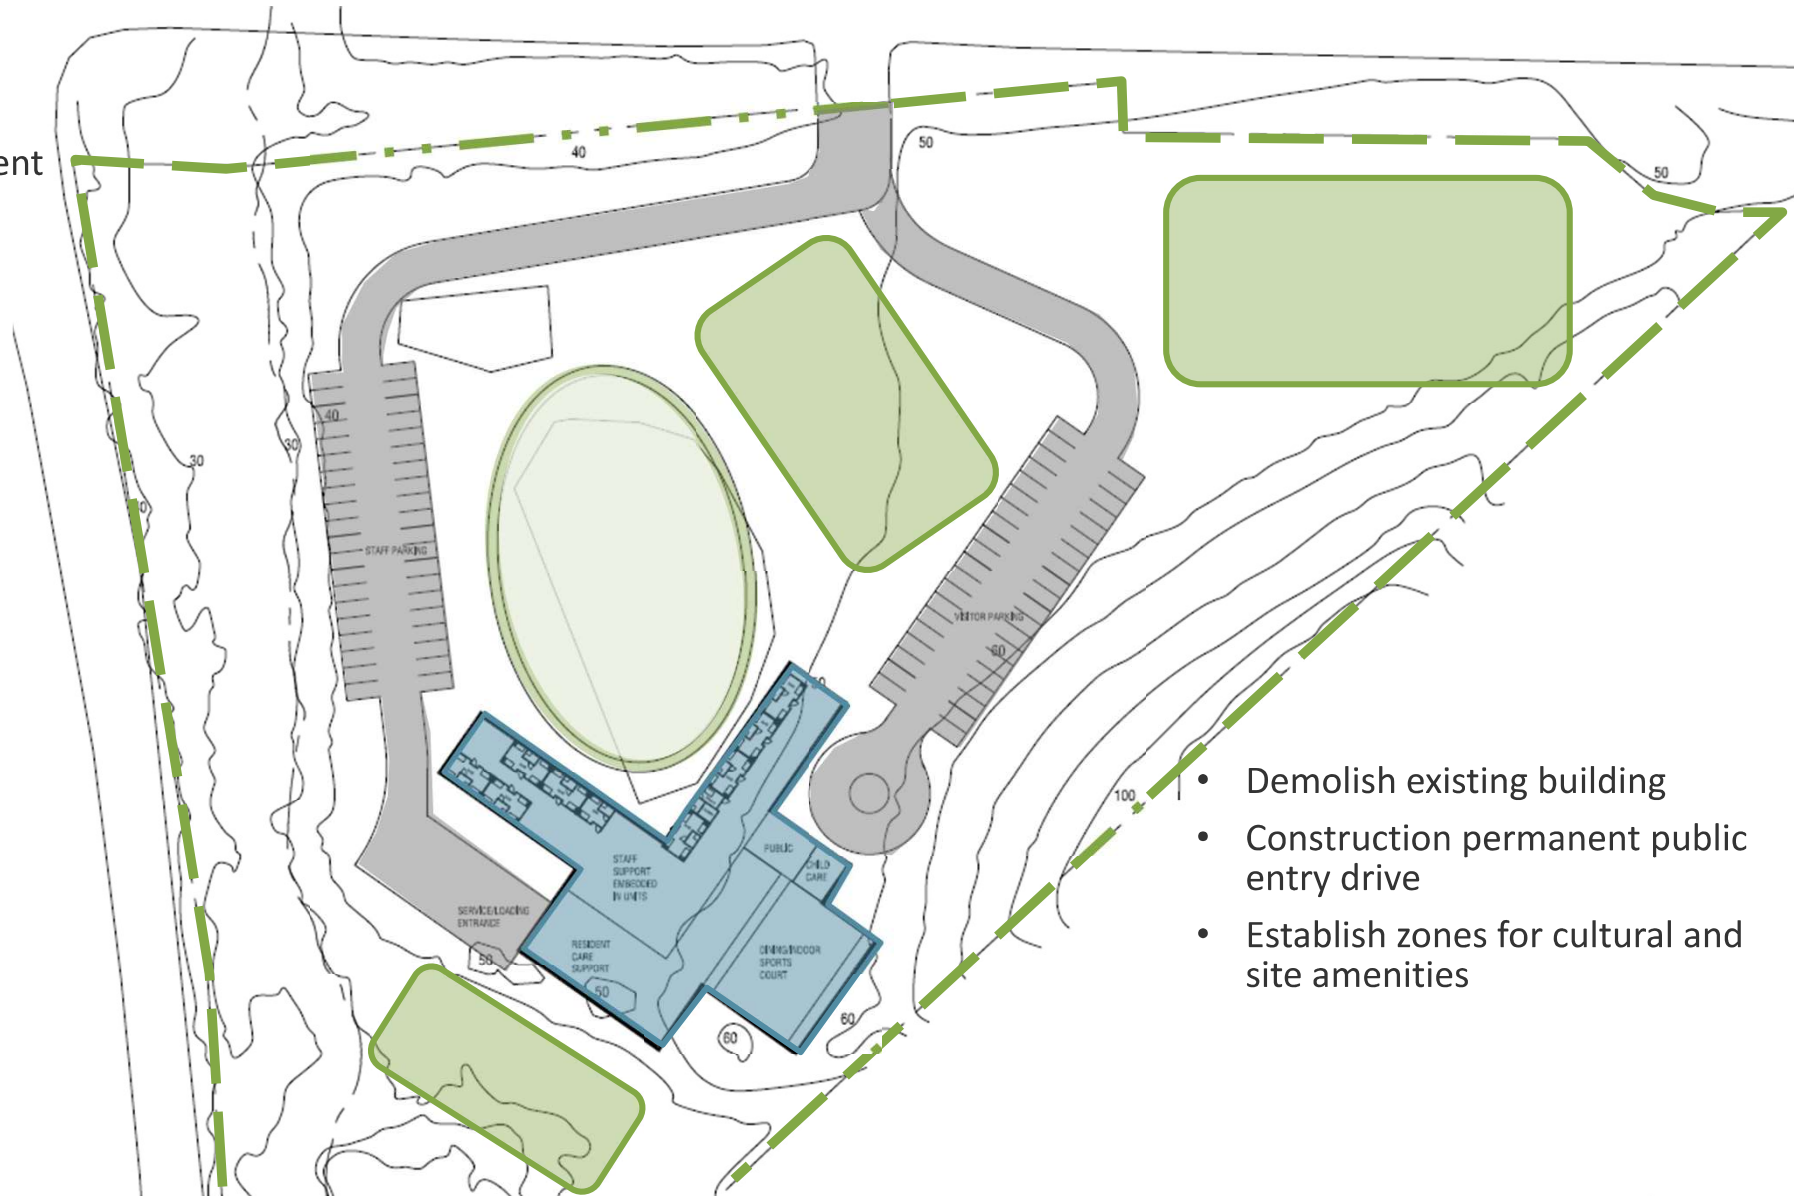 ent
40
50
50
40
30
30
STAFF PARKING
VISITOR PARKING
60
100
• Demolish existing building
• Construction permanent public
entry drive
• Establish zones for cultural and
site amenities
PUBLIC
CHILD
CARE
STAFF
SUPPORT
EMBEDDED
IN UNITS
SERVICE/LOADING
ENTRANCE
RESIDENT
CARE
SUPPORT
DINING/INDOOR
SPORTS
COURT
50
50
60
60